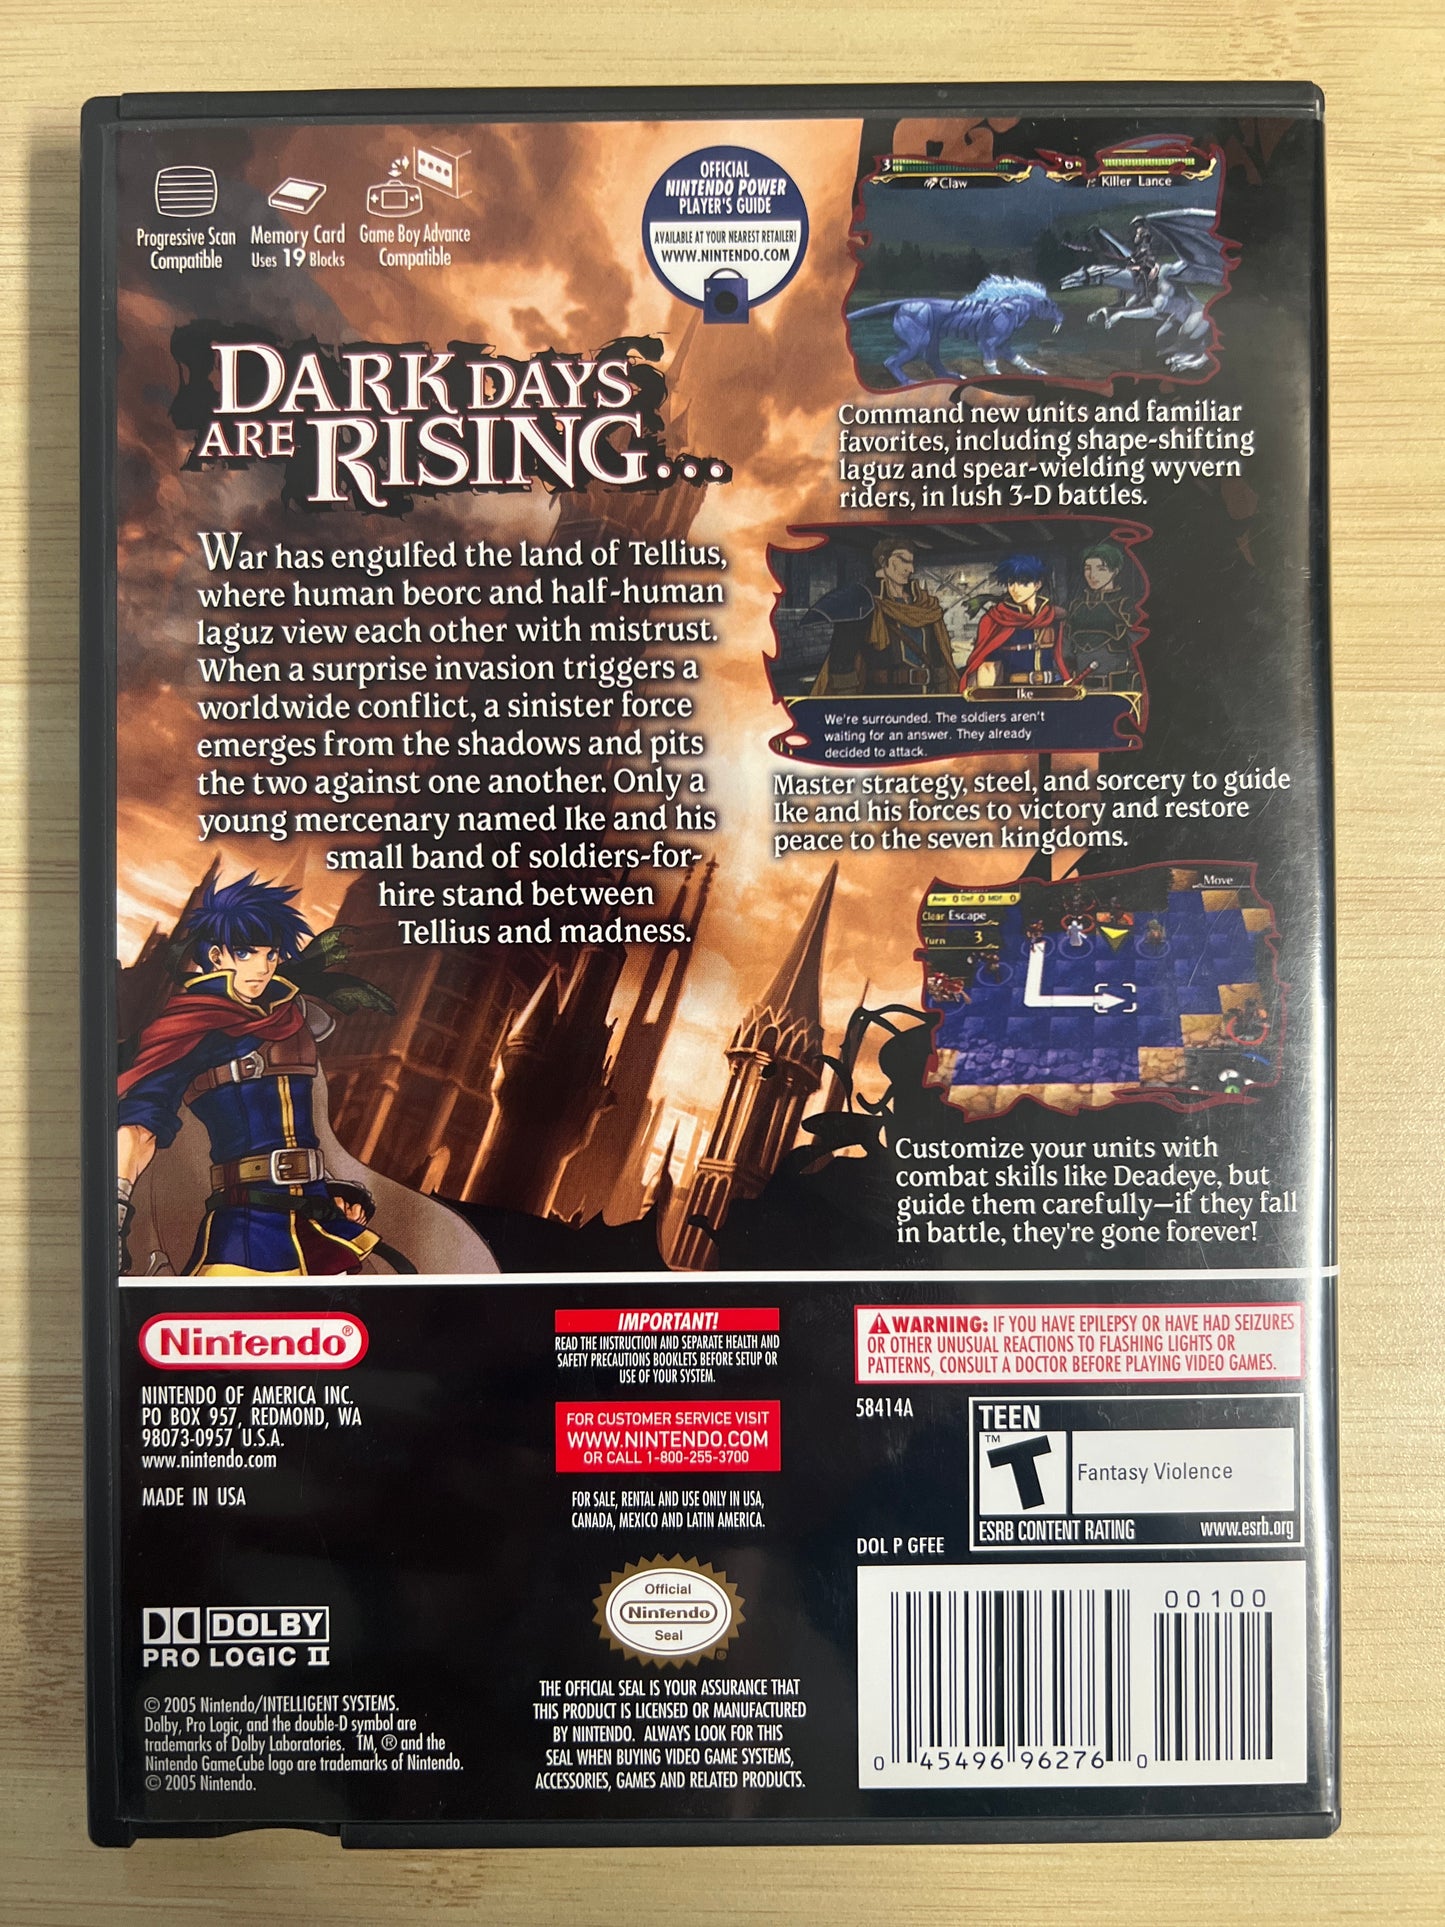 Progressive Scan
Compatible
Memory Card
Uses 19 Blocks
Game Boy Advance
Compatible
OFFICIAL
NINTENDO POWER
PLAYER'S GUIDE
AVAILABLE AT YOUR NEAREST RETAILER!
WWW.NINTENDO.COM
3
Claw
Killer Lance
DARK DAYS
ARE RISING...
Command new units and familiar
favorites, including shape-shifting
laguz and spear-wielding wyvern
riders, in lush 3-D battles.
War has engulfed the land of Tellius,
where human beorc and half-human
laguz view each other with mistrust.
When a surprise invasion triggers a
worldwide conflict, a sinister force
emerges from the shadows and pits
the two against one another. Only a
young mercenary named Ike and his
small band of soldiers-for-
hire stand between
Tellius and madness.
Ike
We're surrounded. The soldiers aren't
waiting for an answer. They already
decided to attack.
Master strategy, steel, and sorcery to guide
Ike and his forces to victory and restore
peace to the seven kingdoms.
Move
Avo 0 Def 0 MDf 0
Clear Escape
Turn 3
Customize your units with
combat skills like Deadeye, but
guide them carefully—if they fall
in battle, they're gone forever!
Nintendo®
NINTENDO OF AMERICA INC.
PO BOX 957, REDMOND, WA
98073-0957 U.S.A.
www.nintendo.com
MADE IN USA
IMPORTANT!
READ THE INSTRUCTION AND SEPARATE HEALTH AND
SAFETY PRECAUTIONS BOOKLETS BEFORE SETUP OR
USE OF YOUR SYSTEM.
FOR CUSTOMER SERVICE VISIT
WWW.NINTENDO.COM
OR CALL 1-800-255-3700
FOR SALE, RENTAL AND USE ONLY IN USA,
CANADA, MEXICO AND LATIN AMERICA.
WARNING: IF YOU HAVE EPILEPSY OR HAVE HAD SEIZURES
OR OTHER UNUSUAL REACTIONS TO FLASHING LIGHTS OR
PATTERNS, CONSULT A DOCTOR BEFORE PLAYING VIDEO GAMES.
58414A
TEEN
T™
Fantasy Violence
ESRB CONTENT RATING www.esrb.org
DOL P GFEE
DOLBY
PRO LOGIC II
© 2005 Nintendo/INTELLIGENT SYSTEMS.
Dolby, Pro Logic, and the double-D symbol are
trademarks of Dolby Laboratories. TM, ® and the
Nintendo GameCube logo are trademarks of Nintendo.
© 2005 Nintendo.
Official
Nintendo
Seal
®
THE OFFICIAL SEAL IS YOUR ASSURANCE THAT
THIS PRODUCT IS LICENSED OR MANUFACTURED
BY NINTENDO. ALWAYS LOOK FOR THIS
SEAL WHEN BUYING VIDEO GAME SYSTEMS,
ACCESSORIES, GAMES AND RELATED PRODUCTS.
00100
0 45496 96276 0